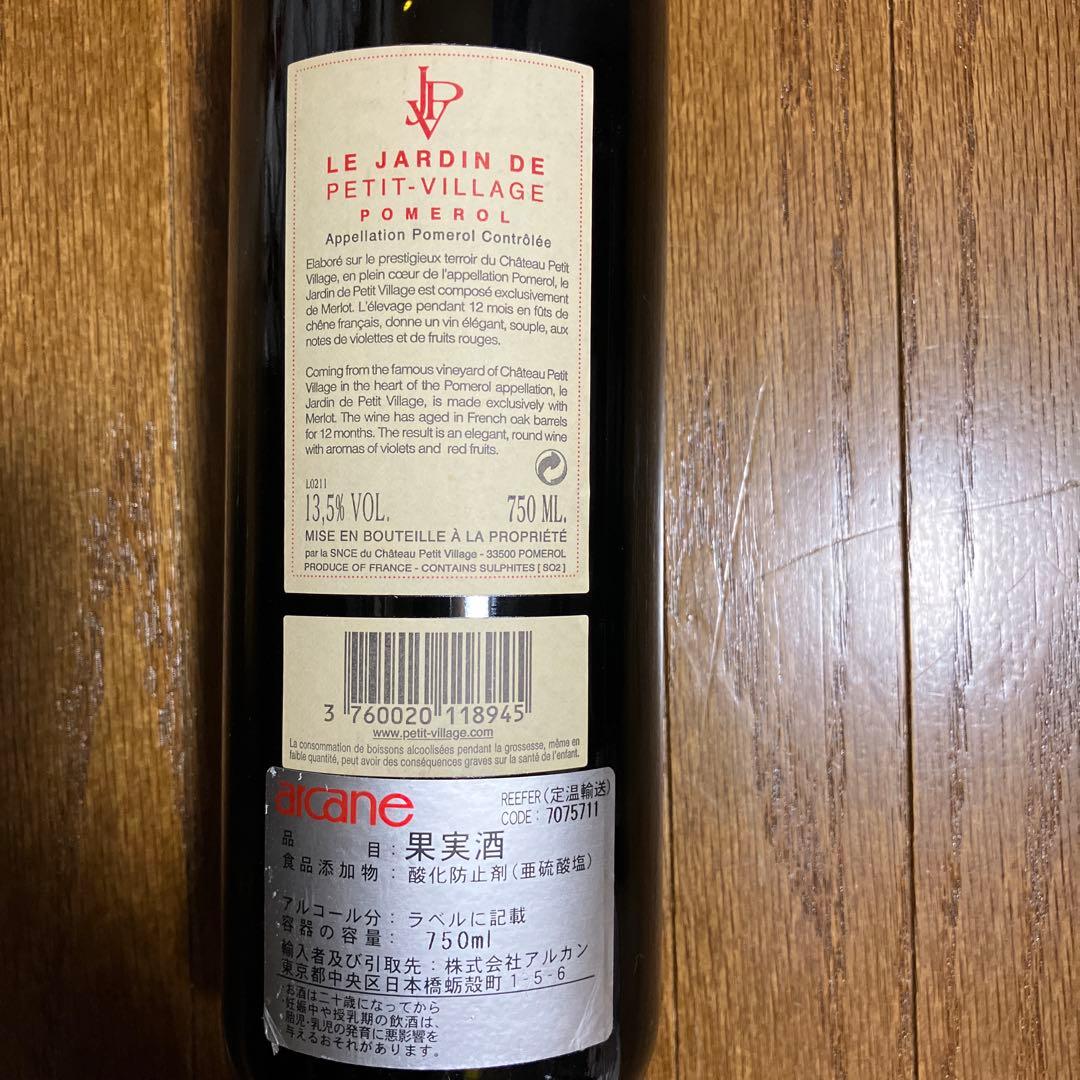 JPV
LE JARDIN DE
PETIT-VILLAGE
POMEROL
Appellation Pomerol Contrôlée
Elaboré sur le prestigieux terroir du Château Petit
Village, en plein cœur de l'appellation Pomerol, le
Jardin de Petit Village est composé exclusivement
de Merlot. L'élevage pendant 12 mois en fûts de
chêne français, donne un vin élégant, souple, aux
notes de violettes et de fruits rouges.
Coming from the famous vineyard of Château Petit
Village in the heart of the Pomerol appellation, le
Jardin de Petit Village, is made exclusively with
Merlot. The wine has aged in French oak barrels
for 12 months. The result is an elegant, round wine
with aromas of violets and red fruits.
L0211
13,5% VOL. 750 ML.
MISE EN BOUTEILLE À LA PROPRIÉTÉ
par la SNCE du Château Petit Village - 33500 POMEROL
PRODUCE OF FRANCE - CONTAINS SULPHITES [ SO2 ]
3 760020 118945
www.petit-village.com
La consommation de boissons alcoolisées pendant la grossesse, même en
faible quantité, peut avoir des conséquences graves sur la santé de l'enfant.
arcane REEFER(定温輸送)
CODE: 7075711
品 目: 果実酒
食品添加物: 酸化防止剤(亜硫酸塩)
アルコール分: ラベルに記載
容器の容量: 750ml
輸入者及び引取先: 株式会社アルカン
東京都中央区日本橋蛎殻町1-5-6
お酒は二十歳になってから
妊娠中や授乳期の飲酒は、
胎児・乳児の発育に悪影響を
与えるおそれがあります。